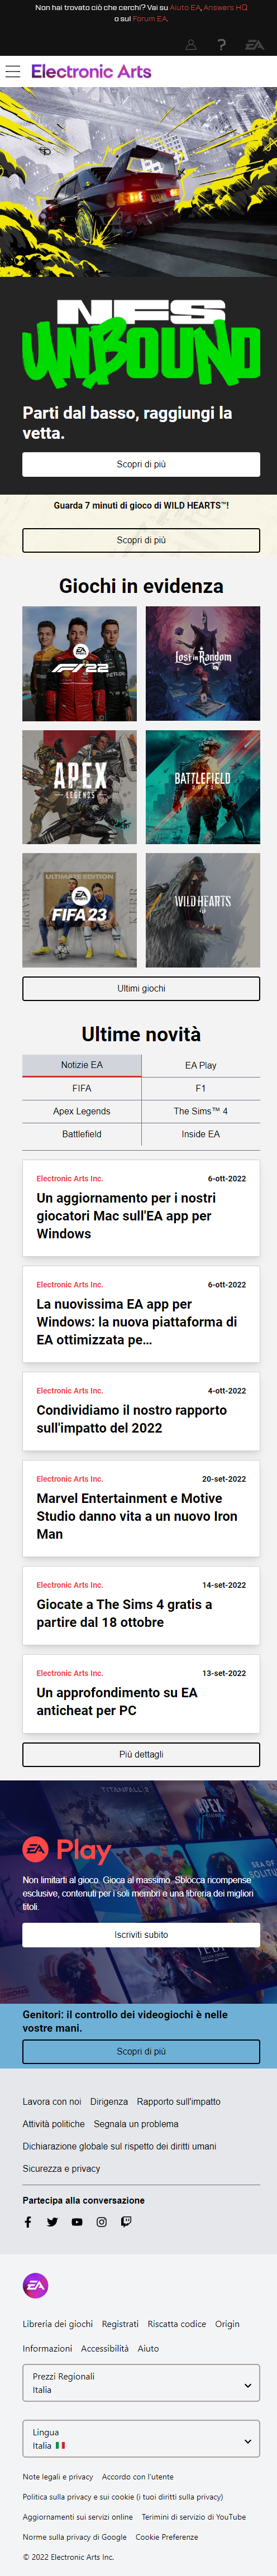 Non hai trovato ciò che cerchi? Vai su Aiuto EA, Answers HQ
o sul Forum EA.
EA
Electronic Arts
NFS
UNBOUND
Parti dal basso, raggiungi la
vetta.
Scopri di più
Guarda 7 minuti di gioco di WILD HEARTS™!
Scopri di più
Giochi in evidenza
EA SPORTS
F1 22
Lost in Random
APEX
LEGENDS
BATTLEFIELD
2042
ULTIMATE EDITION
EA SPORTS
FIFA 23
WILD HEARTS
Ultimi giochi
Ultime novità
Notizie EA
EA Play
FIFA
F1
Apex Legends
The Sims™ 4
Battlefield
Inside EA
Electronic Arts Inc. 6-ott-2022
Un aggiornamento per i nostri
giocatori Mac sull'EA app per
Windows
Electronic Arts Inc. 6-ott-2022
La nuovissima EA app per
Windows: la nuova piattaforma di
EA ottimizzata pe…
Electronic Arts Inc. 4-ott-2022
Condividiamo il nostro rapporto
sull'impatto del 2022
Electronic Arts Inc. 20-set-2022
Marvel Entertainment e Motive
Studio danno vita a un nuovo Iron
Man
Electronic Arts Inc. 14-set-2022
Giocate a The Sims 4 gratis a
partire dal 18 ottobre
Electronic Arts Inc. 13-set-2022
Un approfondimento su EA
anticheat per PC
Più dettagli
TITANFALL 2
APEX
SEA OF
SOLITUDE
JEDI
EA Play
Non limitarti al gioco. Gioca al massimo. Sblocca ricompense
esclusive, contenuti per i soli membri e una libreria dei migliori
titoli.
Iscriviti subito
Genitori: il controllo dei videogiochi è nelle
vostre mani.
Scopri di più
Lavora con noi Dirigenza Rapporto sull'impatto
Attività politiche Segnala un problema
Dichiarazione globale sul rispetto dei diritti umani
Sicurezza e privacy
Partecipa alla conversazione
EA
Libreria dei giochi Registrati Riscatta codice Origin
Informazioni Accessibilità Aiuto
Prezzi Regionali
Italia
Lingua
Italia
Note legali e privacy Accordo con l'utente
Politica sulla privacy e sui cookie (i tuoi diritti sulla privacy)
Aggiornamenti sui servizi online Terimini di servizio di YouTube
Norme sulla privacy di Google Cookie Preferenze
© 2022 Electronic Arts Inc.